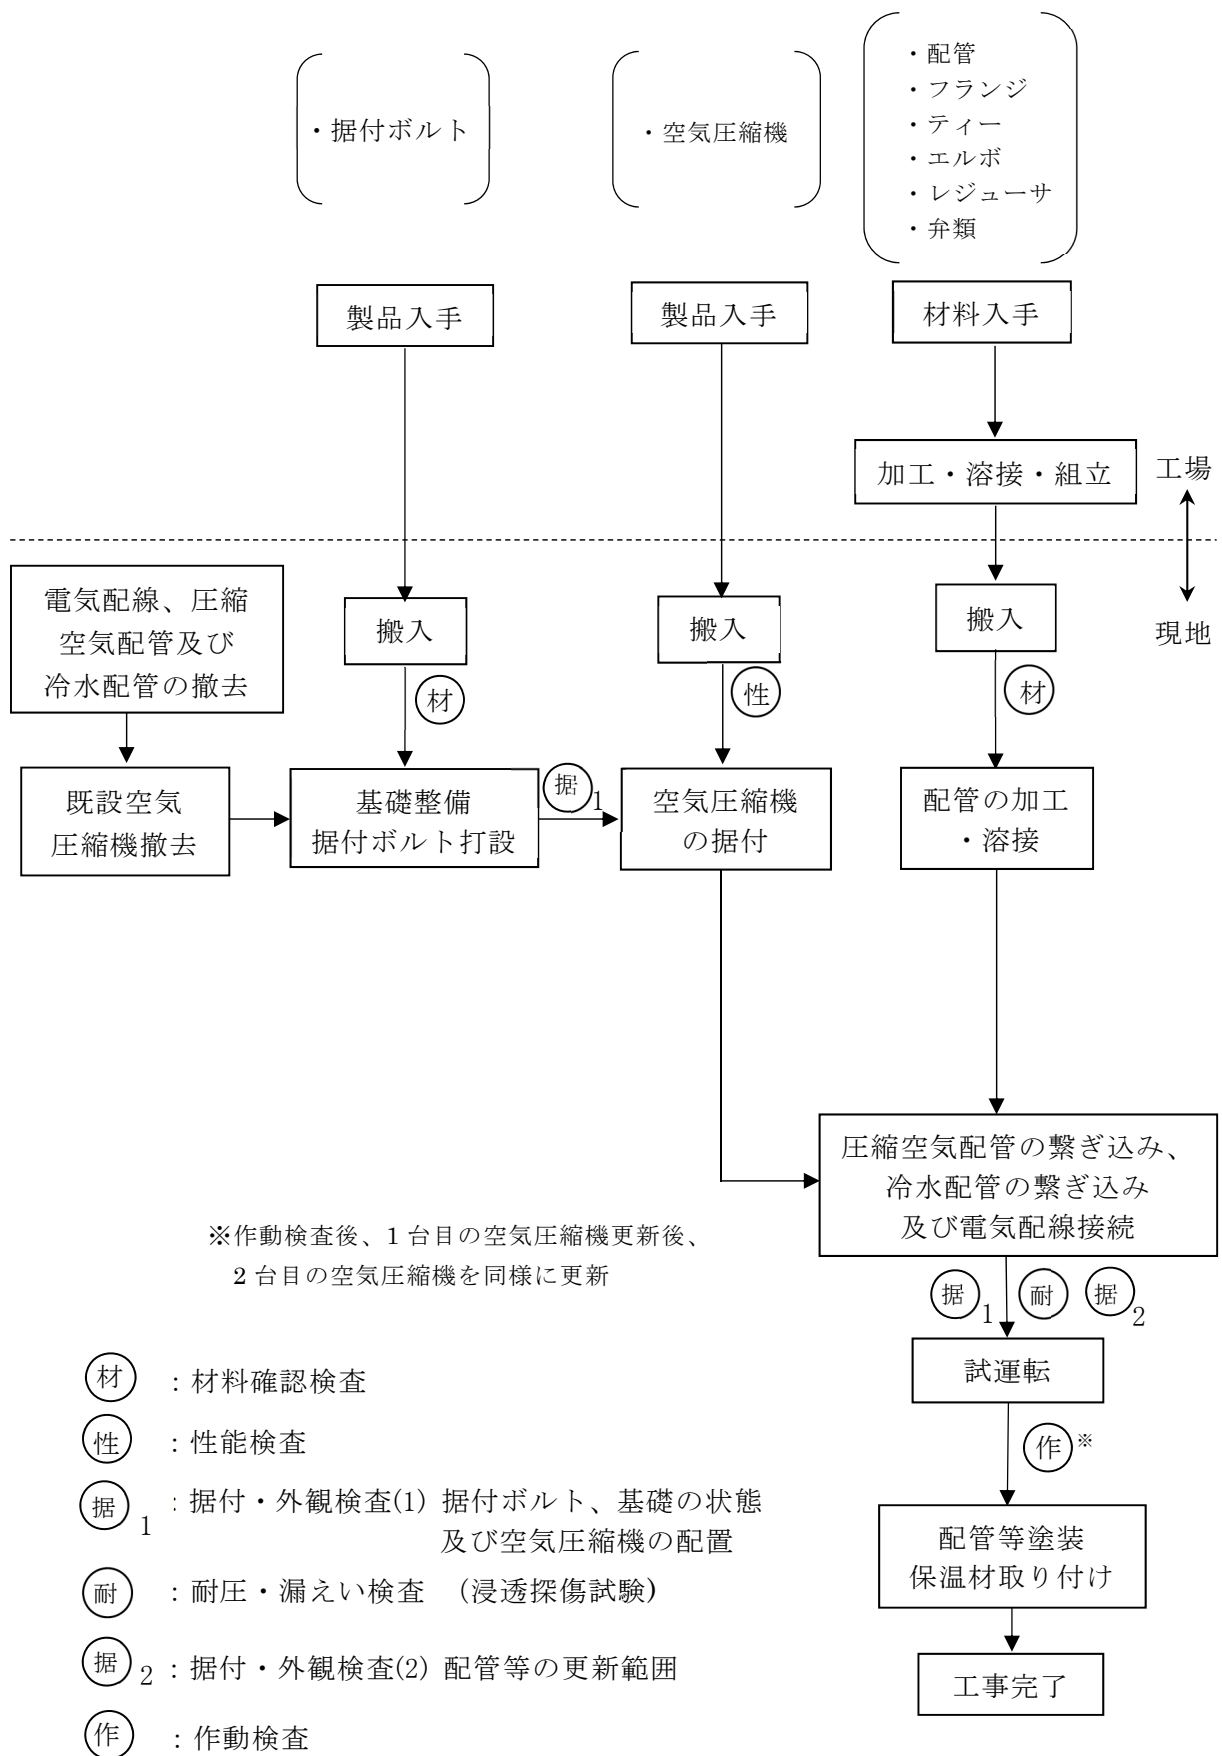 ・据付ボルト
・空気圧縮機
・配管
・フランジ
・ティー
・エルボ
・レジューサ
・弁類
製品入手
製品入手
材料入手
加工・溶接・組立
工場
現地
電気配線、圧縮
空気配管及び
冷水配管の撤去
搬入
搬入
搬入
材
性
材
既設空気
圧縮機撤去
基礎整備
据付ボルト打設
据1
空気圧縮機
の据付
配管の加工
・溶接
圧縮空気配管の繋ぎ込み、
冷水配管の繋ぎ込み
及び電気配線接続
※作動検査後、1台目の空気圧縮機更新後、
2台目の空気圧縮機を同様に更新
据1 耐 据2
試運転
作※
配管等塗装
保温材取り付け
工事完了
材 : 材料確認検査
性 : 性能検査
据1 : 据付・外観検査(1) 据付ボルト、基礎の状態
及び空気圧縮機の配置
耐 : 耐圧・漏えい検査 (浸透探傷試験)
据2 : 据付・外観検査(2) 配管等の更新範囲
作 : 作動検査